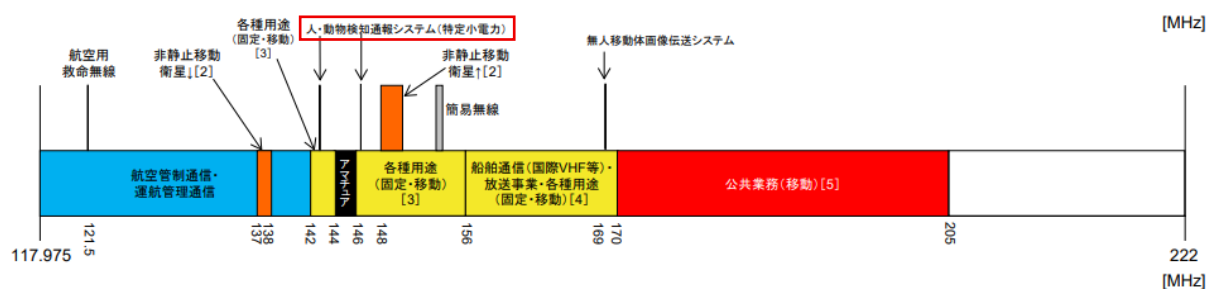 [MHz]
各種用途
(固定・移動)
[3]
人・動物検知通報システム(特定小電力)
無人移動体画像伝送システム
航空用
救命無線
非静止移動
衛星↓[2]
非静止移動
衛星↑[2]
簡易無線
航空管制通信・
運航管理通信
アマチュア
各種用途
(固定・移動)
[3]
船舶通信(国際VHF等)・
放送事業・各種用途
(固定・移動)[4]
公共業務(移動)[5]
117.975
121.5
137
138
142
144
146
148
156
169
170
205
222
[MHz]